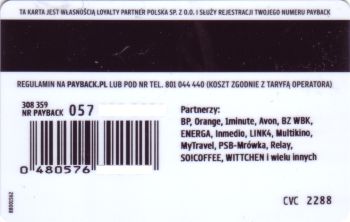 TA KARTA JEST WŁASNOŚCIĄ LOYALTY PARTNER POLSKA SP. Z O.O. I SŁUŻY REJESTRACJI TWOJEGO NUMERU PAYBACK
REGULAMIN NA PAYBACK.PL LUB POD NR TEL. 801 044 440 (KOSZT ZGODNIE Z TARYFĄ OPERATORA)
308 359
NR PAYBACK 057
0 480576
Partnerzy:
BP, Orange, 1minute, Avon, BZ WBK,
ENERGA, Inmedio, LINK4, Multikino,
MyTravel, PSB-Mrówka, Relay,
SO!COFFEE, WITTCHEN i wielu innych
CVC 2288